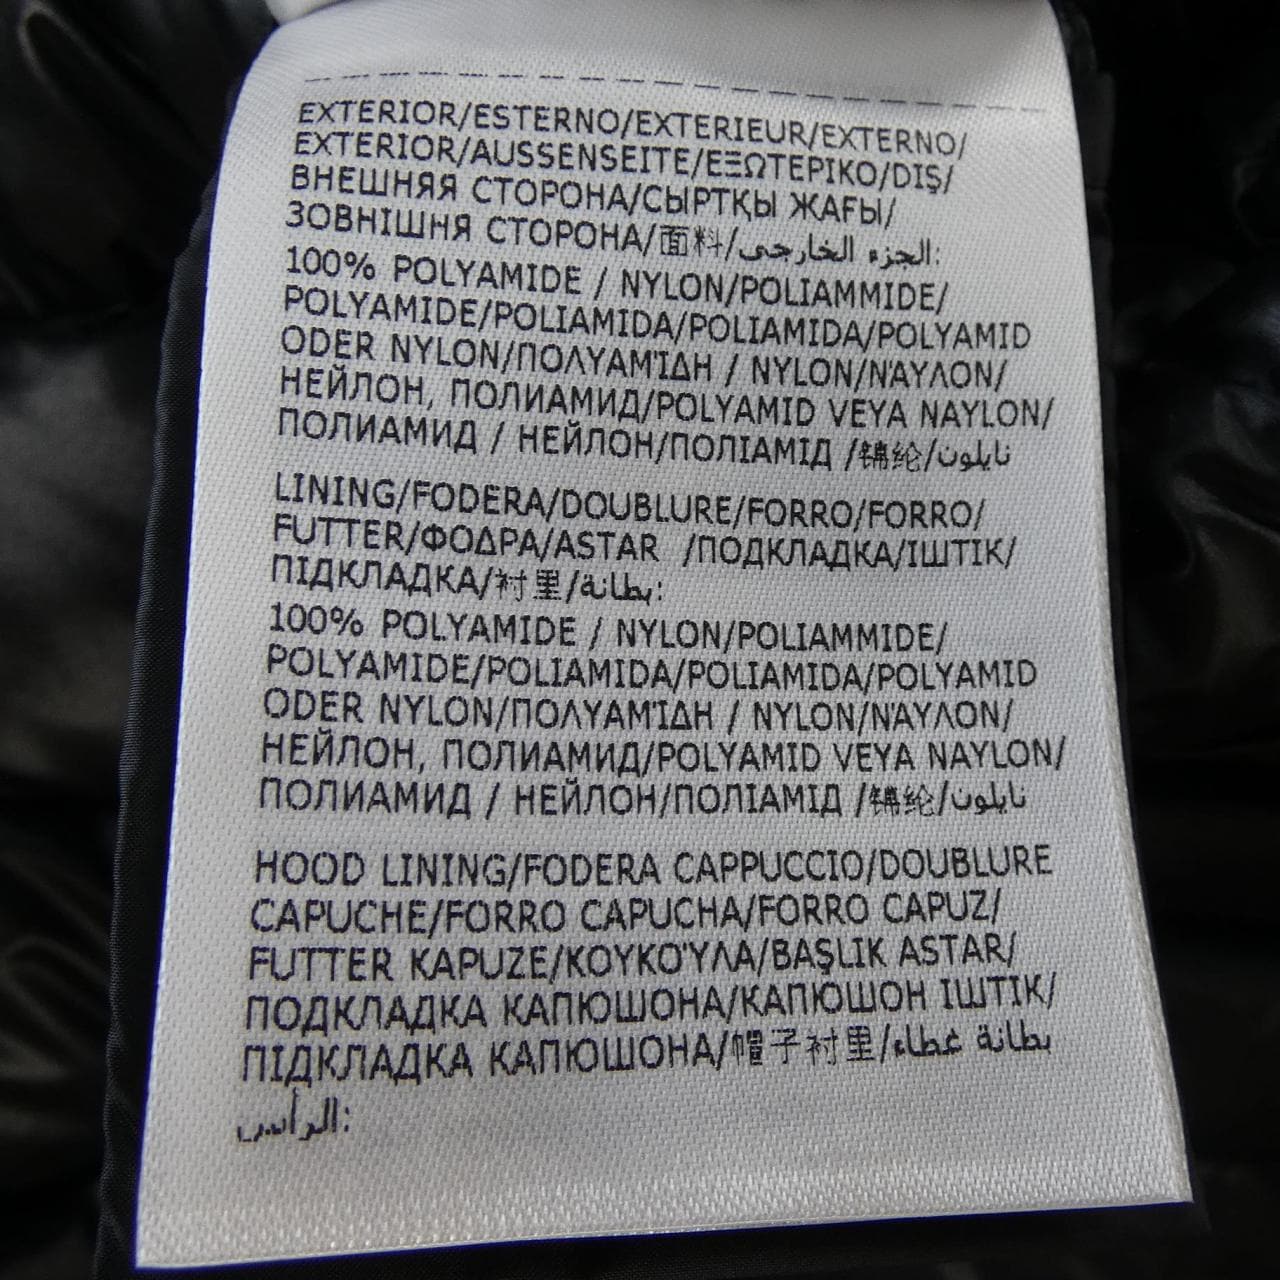 EXTERIOR/ESTERNO/EXTERIEUR/EXTERNO/
EXTERIOR/AUSSENSEITE/ΕΞΩΤΕΡΙΚΟ/DIŞ/
ВНЕШНЯЯ СТОРОНА/СЫРТҚЫ ЖАҒЫ/
ЗОВНІШНЯ СТОРОНА/面料/الجزء الخارجي:
100% POLYAMIDE / NYLON/POLIAMMIDE/
POLYAMIDE/POLIAMIDA/POLIAMIDA/POLYAMID
ODER NYLON/ΠΟΛΥΑΜΊΔΗ / NYLON/ΝΆΥΛΟΝ/
НЕЙЛОН, ПОЛИАМИД/POLYAMID VEYA NAYLON/
ПОЛИАМИД / НЕЙЛОН/ПОЛІАМІД /锦纶/نايلون
LINING/FODERA/DOUBLURE/FORRO/FORRO/
FUTTER/ΦΟΔΡΑ/ASTAR /ПОДКЛАДКА/ІШТІК/
ПІДКЛАДКА/衬里/بطانة:
100% POLYAMIDE / NYLON/POLIAMMIDE/
POLYAMIDE/POLIAMIDA/POLIAMIDA/POLYAMID
ODER NYLON/ΠΟΛΥΑΜΊΔΗ / NYLON/ΝΆΥΛΟΝ/
НЕЙЛОН, ПОЛИАМИД/POLYAMID VEYA NAYLON/
ПОЛИАМИД / НЕЙЛОН/ПОЛІАМІД /锦纶/نايلون
HOOD LINING/FODERA CAPPUCCIO/DOUBLURE
CAPUCHE/FORRO CAPUCHA/FORRO CAPUZ/
FUTTER KAPUZE/ΚΟΥΚΟΎΛΑ/BAŞLIK ASTAR/
ПОДКЛАДКА КАПЮШОНА/КАПЮШОН ІШТІК/
ПІДКЛАДКА КАПЮШОНА/帽子衬里/بطانة غطاء
الرأس: